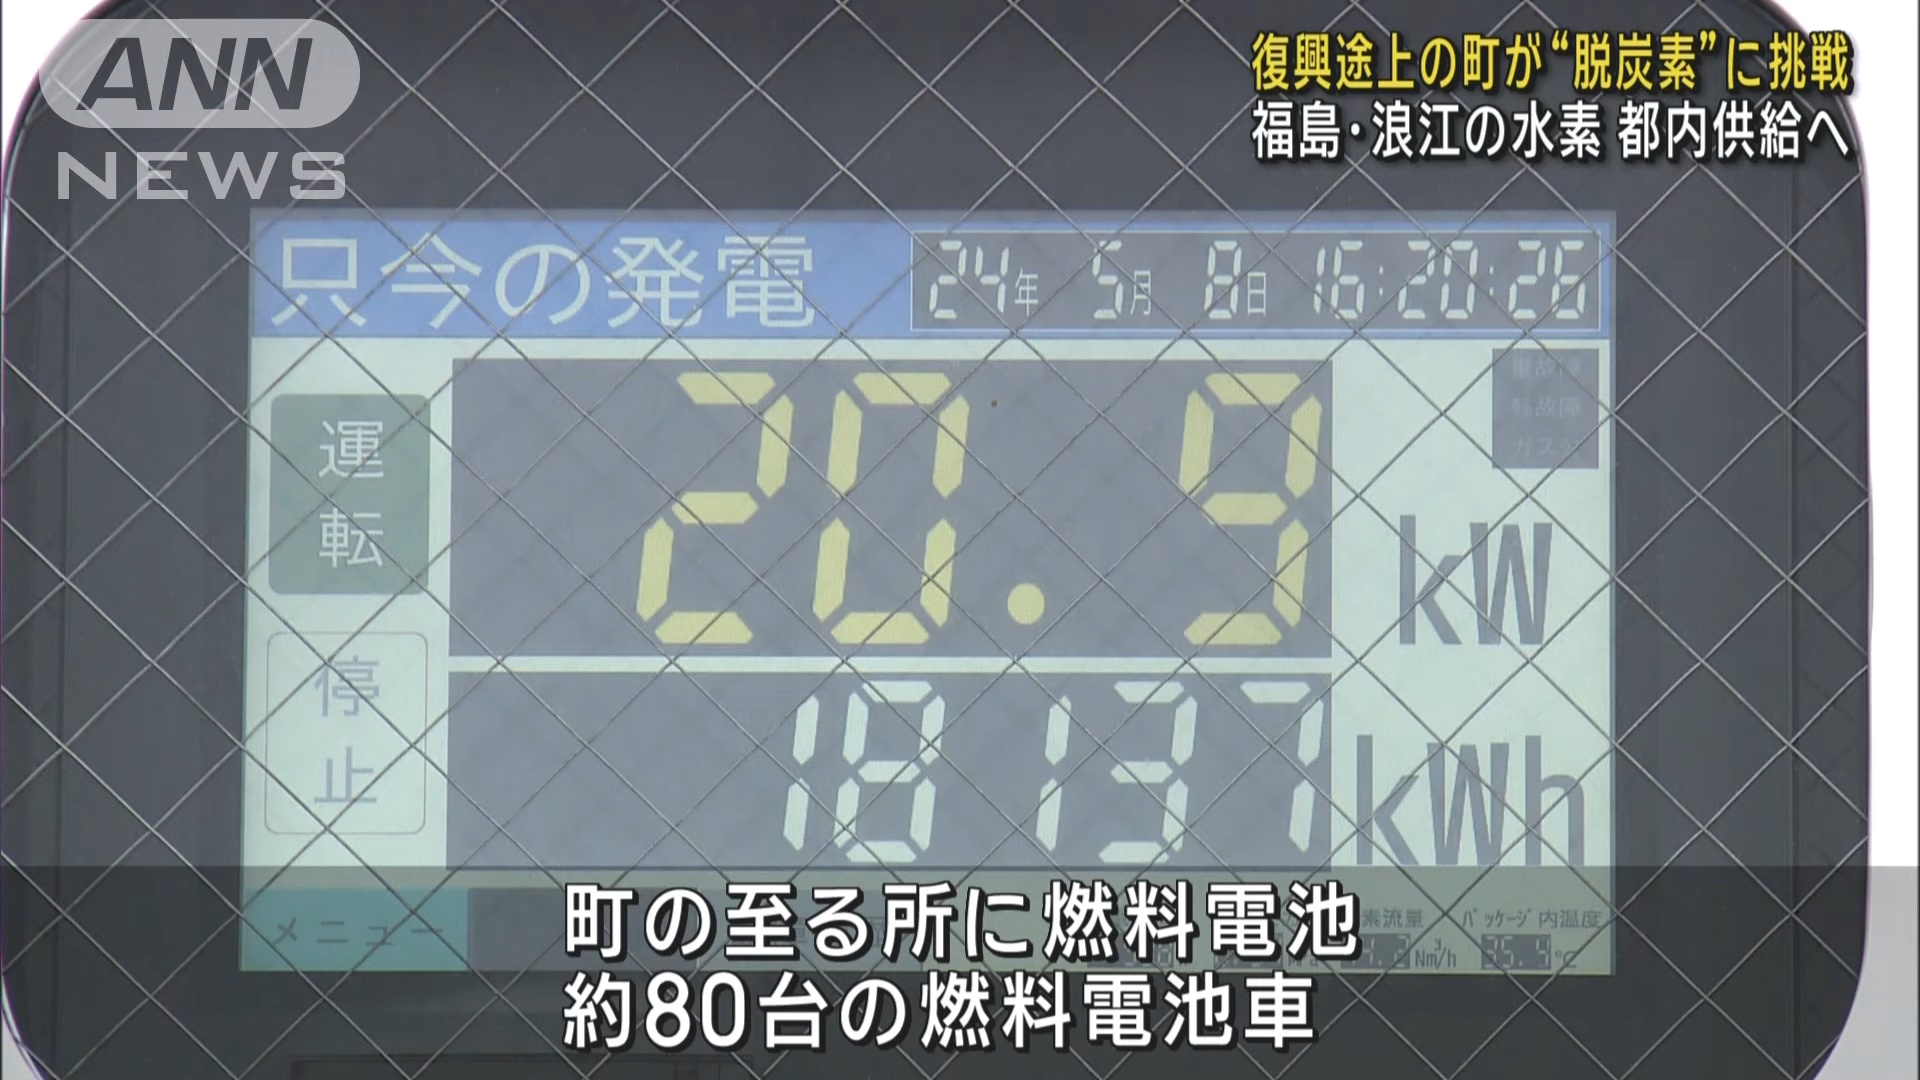 ANN
NEWS
復興途上の町が“脱炭素”に挑戦
福島・浪江の水素 都内供給へ
只今の発電
24年 5月 8日 16:20:26
運転
20.9 kW
停止
18137 kWh
メニュー
素流量
パッケージ内温度
Nm³/h
℃
町の至る所に燃料電池
約80台の燃料電池車